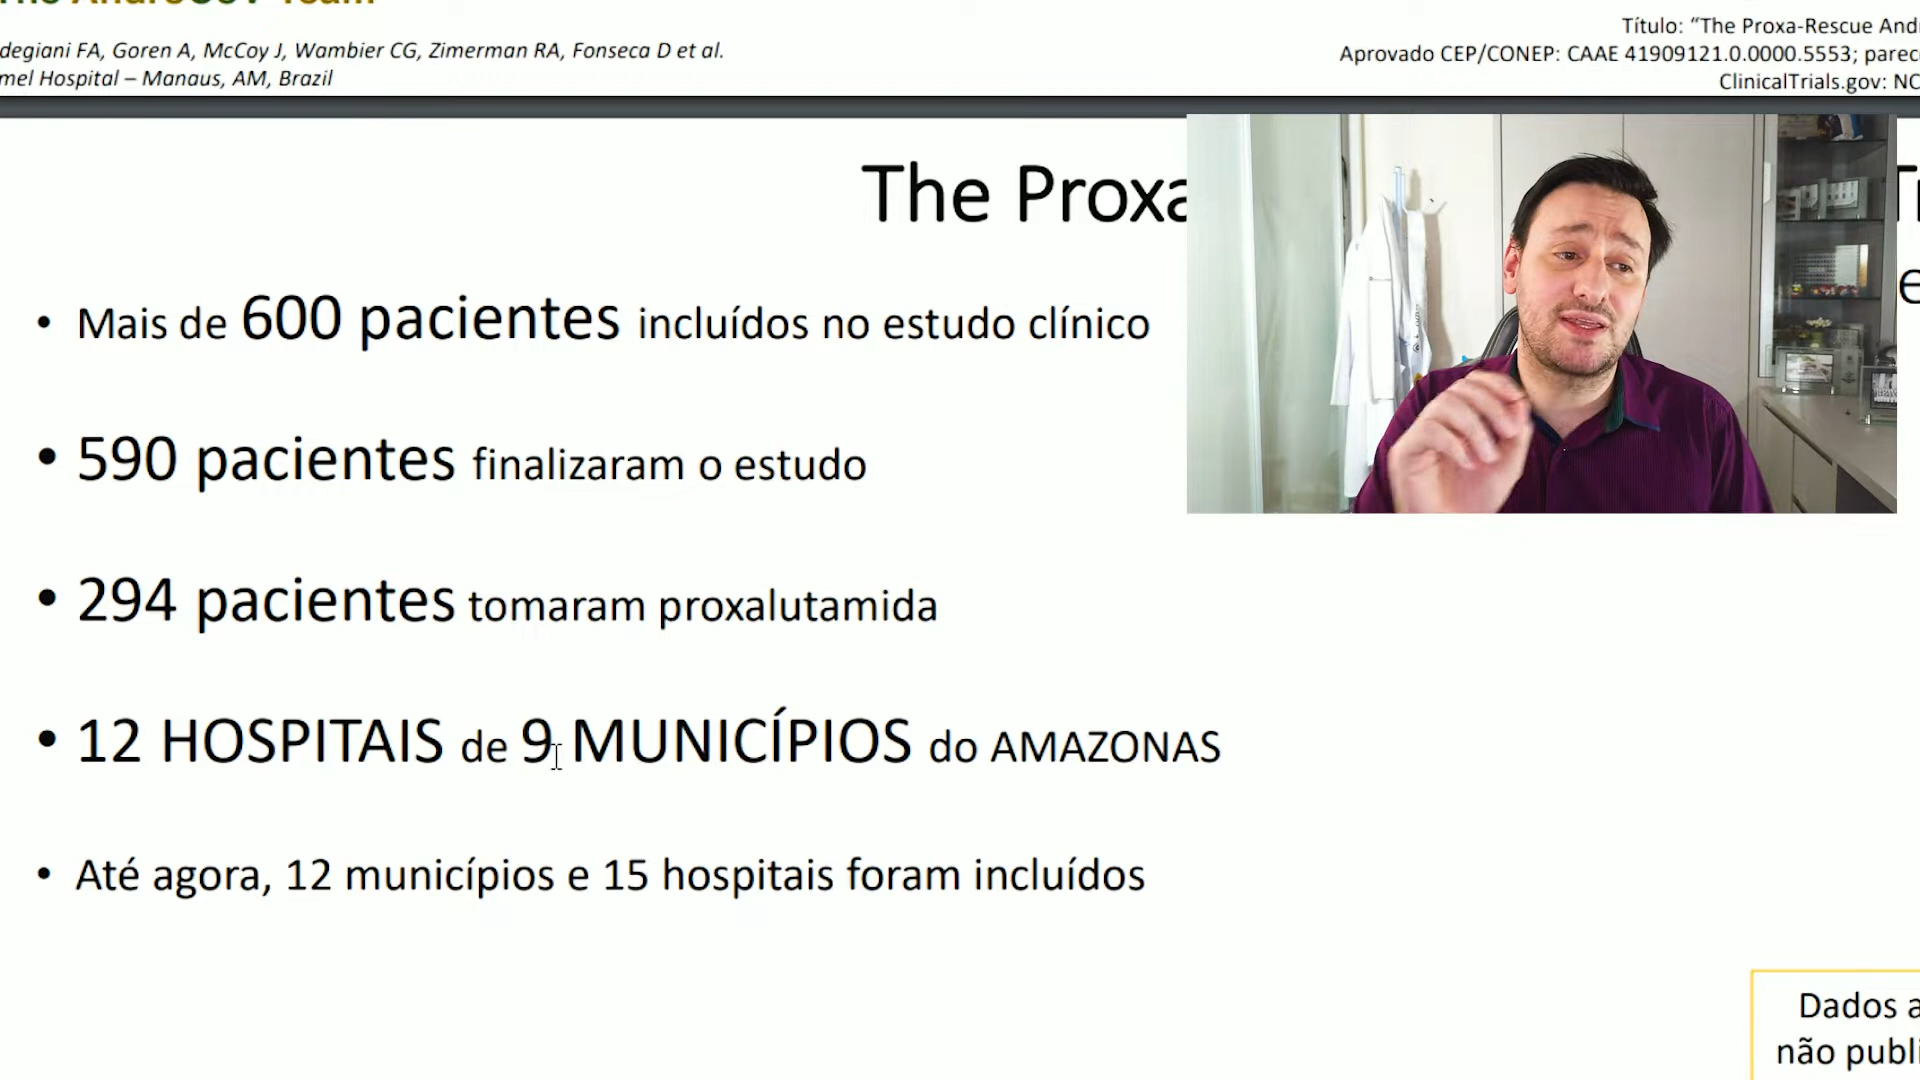 degiani FA, Goren A, McCoy J, Wambier CG, Zimerman RA, Fonseca D et al.
mel Hospital – Manaus, AM, Brazil
Título: “The Proxa-Rescue And
Aprovado CEP/CONEP: CAAE 41909121.0.0000.5553; parec
ClinicalTrials.gov: NC
The Proxa
• Mais de 600 pacientes incluídos no estudo clínico
• 590 pacientes finalizaram o estudo
• 294 pacientes tomaram proxalutamida
• 12 HOSPITAIS de 9 MUNICÍPIOS do AMAZONAS
• Até agora, 12 municípios e 15 hospitais foram incluídos
Dados a
não publi